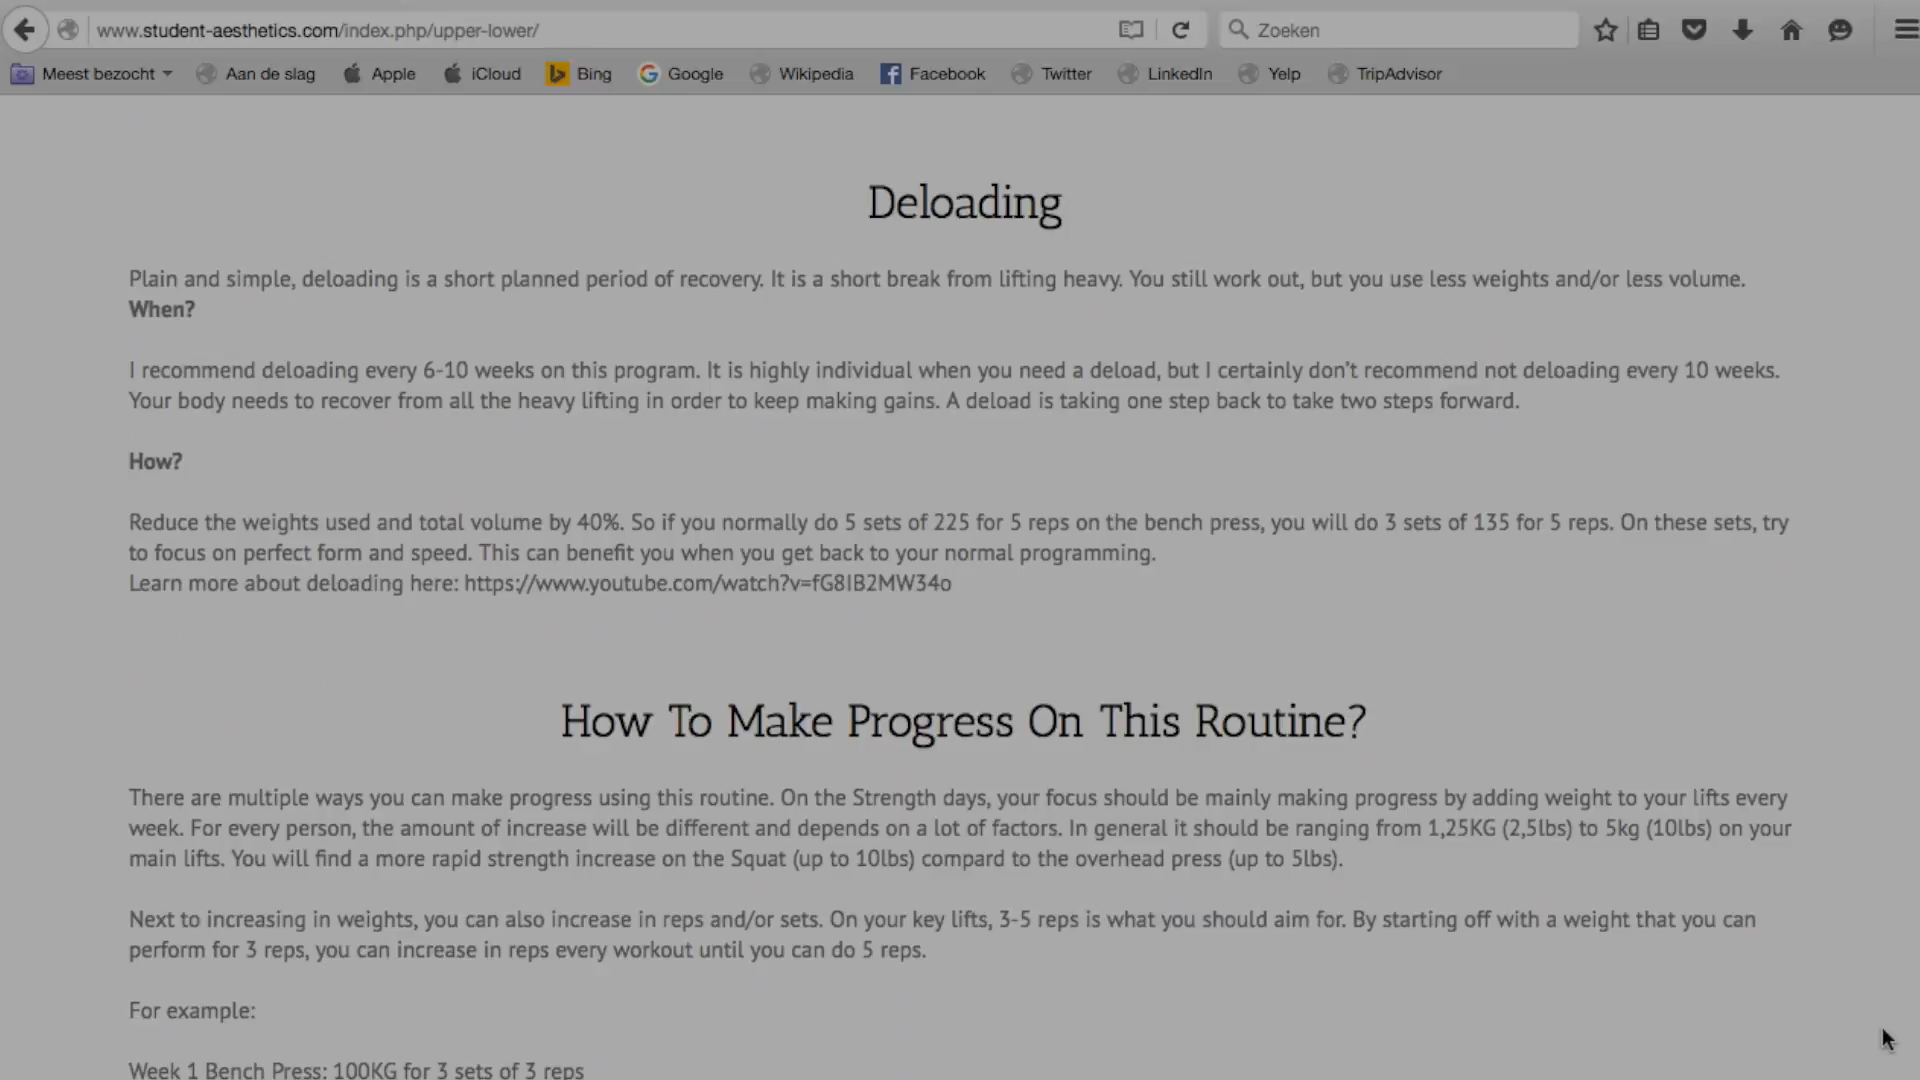 www.student-aesthetics.com/index.php/upper-lower/
Zoeken
Meest bezocht Aan de slag Apple iCloud Bing Google Wikipedia Facebook Twitter LinkedIn Yelp TripAdvisor
Deloading
Plain and simple, deloading is a short planned period of recovery. It is a short break from lifting heavy. You still work out, but you use less weights and/or less volume.
When?
I recommend deloading every 6-10 weeks on this program. It is highly individual when you need a deload, but I certainly don’t recommend not deloading every 10 weeks.
Your body needs to recover from all the heavy lifting in order to keep making gains. A deload is taking one step back to take two steps forward.
How?
Reduce the weights used and total volume by 40%. So if you normally do 5 sets of 225 for 5 reps on the bench press, you will do 3 sets of 135 for 5 reps. On these sets, try
to focus on perfect form and speed. This can benefit you when you get back to your normal programming.
Learn more about deloading here: https://www.youtube.com/watch?v=fG8IB2MW34o
How To Make Progress On This Routine?
There are multiple ways you can make progress using this routine. On the Strength days, your focus should be mainly making progress by adding weight to your lifts every
week. For every person, the amount of increase will be different and depends on a lot of factors. In general it should be ranging from 1,25KG (2,5lbs) to 5kg (10lbs) on your
main lifts. You will find a more rapid strength increase on the Squat (up to 10lbs) compard to the overhead press (up to 5lbs).
Next to increasing in weights, you can also increase in reps and/or sets. On your key lifts, 3-5 reps is what you should aim for. By starting off with a weight that you can
perform for 3 reps, you can increase in reps every workout until you can do 5 reps.
For example:
Week 1 Bench Press: 100KG for 3 sets of 3 reps